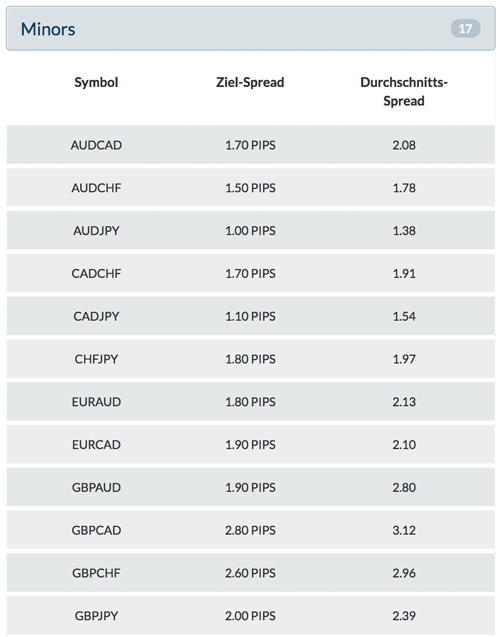 Minors 17
Symbol Ziel-Spread Durchschnitts-
Spread
AUDCAD 1.70 PIPS 2.08
AUDCHF 1.50 PIPS 1.78
AUDJPY 1.00 PIPS 1.38
CADCHF 1.70 PIPS 1.91
CADJPY 1.10 PIPS 1.54
CHFJPY 1.80 PIPS 1.97
EURAUD 1.80 PIPS 2.13
EURCAD 1.90 PIPS 2.10
GBPAUD 1.90 PIPS 2.80
GBPCAD 2.80 PIPS 3.12
GBPCHF 2.60 PIPS 2.96
GBPJPY 2.00 PIPS 2.39